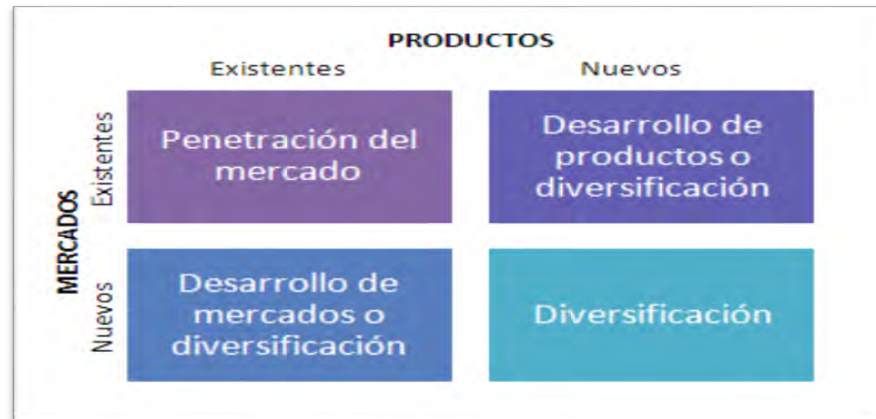 PRODUCTOS
Existentes
Nuevos
MERCADOS
Existentes
Penetración del
mercado
Desarrollo de
productos o
diversificación
Nuevos
Desarrollo de
mercados o
diversificación
Diversificación